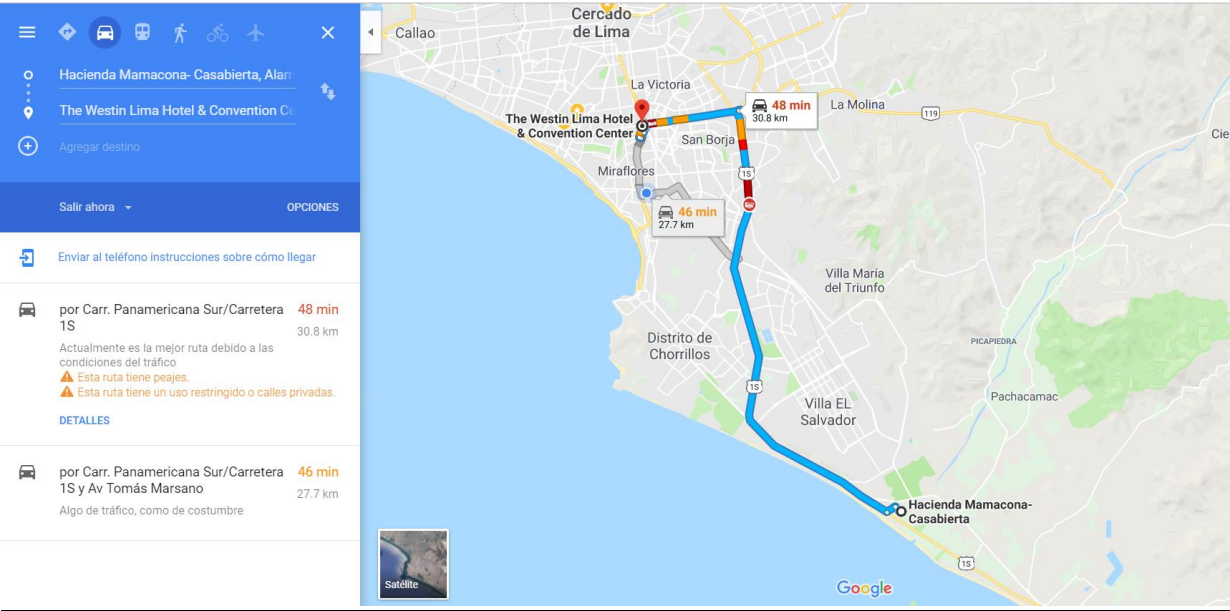 Hacienda Mamacona- Casabierta, Alam
The Westin Lima Hotel & Convention Ce
Agregar destino
Salir ahora
OPCIONES
Enviar al teléfono instrucciones sobre cómo llegar
por Carr. Panamericana Sur/Carretera
1S
48 min
30.8 km
Actualmente es la mejor ruta debido a las
condiciones del tráfico
Esta ruta tiene peajes.
Esta ruta tiene un uso restringido o calles privadas.
DETALLES
por Carr. Panamericana Sur/Carretera
1S y Av Tomás Marsano
46 min
27.7 km
Algo de tráfico, como de costumbre
Cercado
de Lima
Callao
La Victoria
The Westin Lima Hotel
& Convention Center
48 min
30.8 km
La Molina
119
Cie
San Borja
Miraflores
1S
46 min
27.7 km
Villa María
del Triunfo
Distrito de
Chorrillos
PICAPIEDRA
1S
Pachacamac
Villa EL
Salvador
Hacienda Mamacona-
Casabierta
1S
Satélite
Google